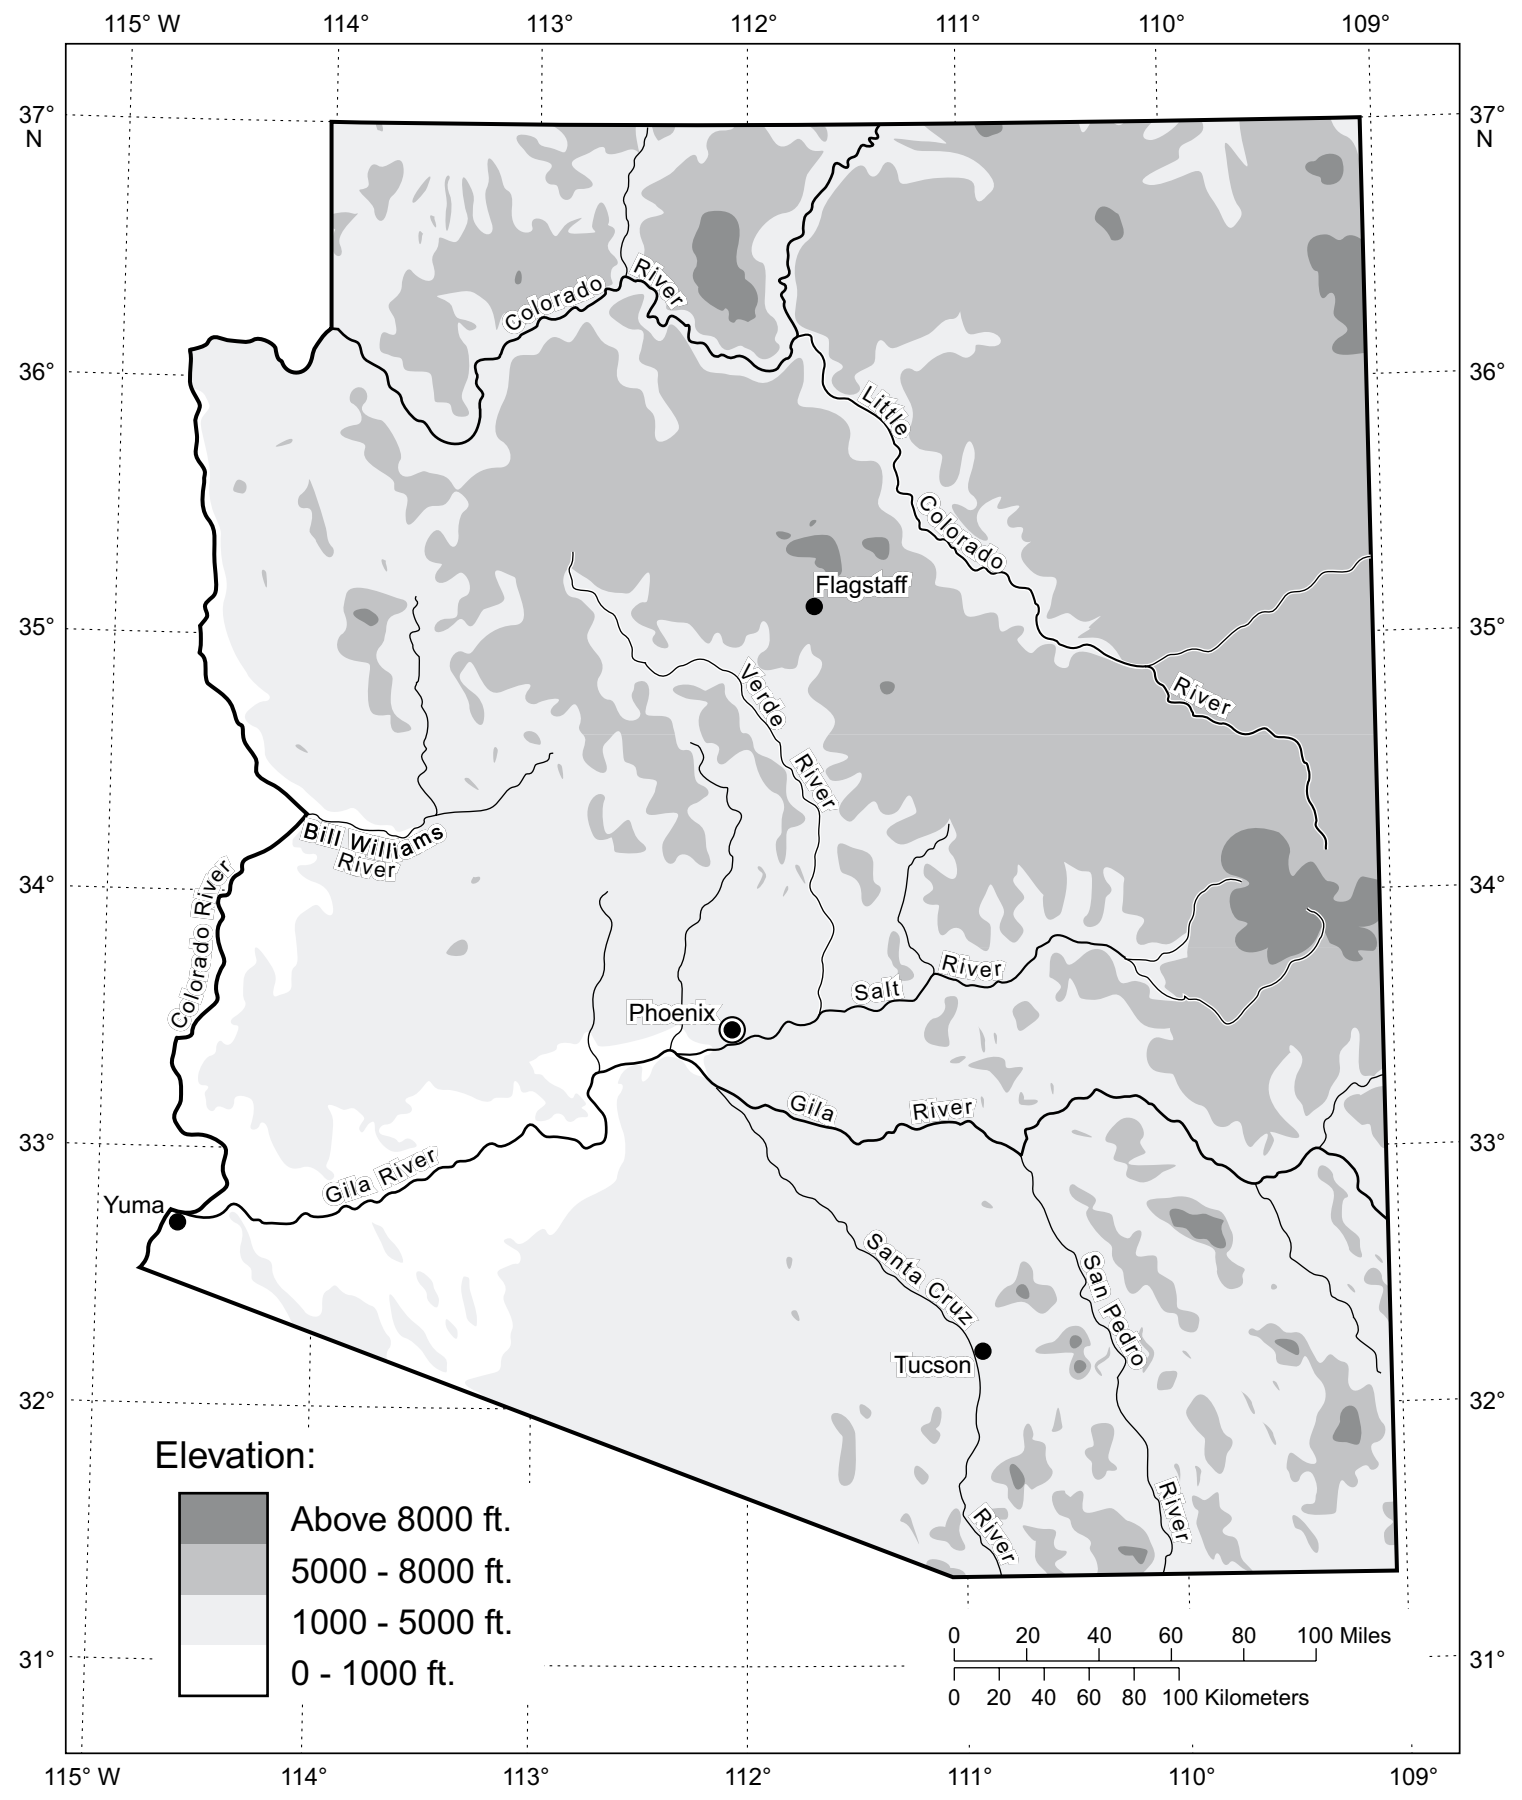 115° W 114° 113° 112° 111° 110° 109°
37° 37°
N N
River
Colorado
36° 36°
Little
Colorado
Flagstaff
35° 35°
Verde
River
River
Bill Williams
River
34° 34°
Colorado River
River
Salt
Phoenix
Gila River
33° 33°
Gila River
Yuma
Santa Cruz
San Pedro
Tucson
32° 32°
River
River
Elevation:
Above 8000 ft.
5000 - 8000 ft.
1000 - 5000 ft.
0 - 1000 ft.
0 20 40 60 80 100 Miles
0 20 40 60 80 100 Kilometers
31° 31°
115° W 114° 113° 112° 111° 110° 109°